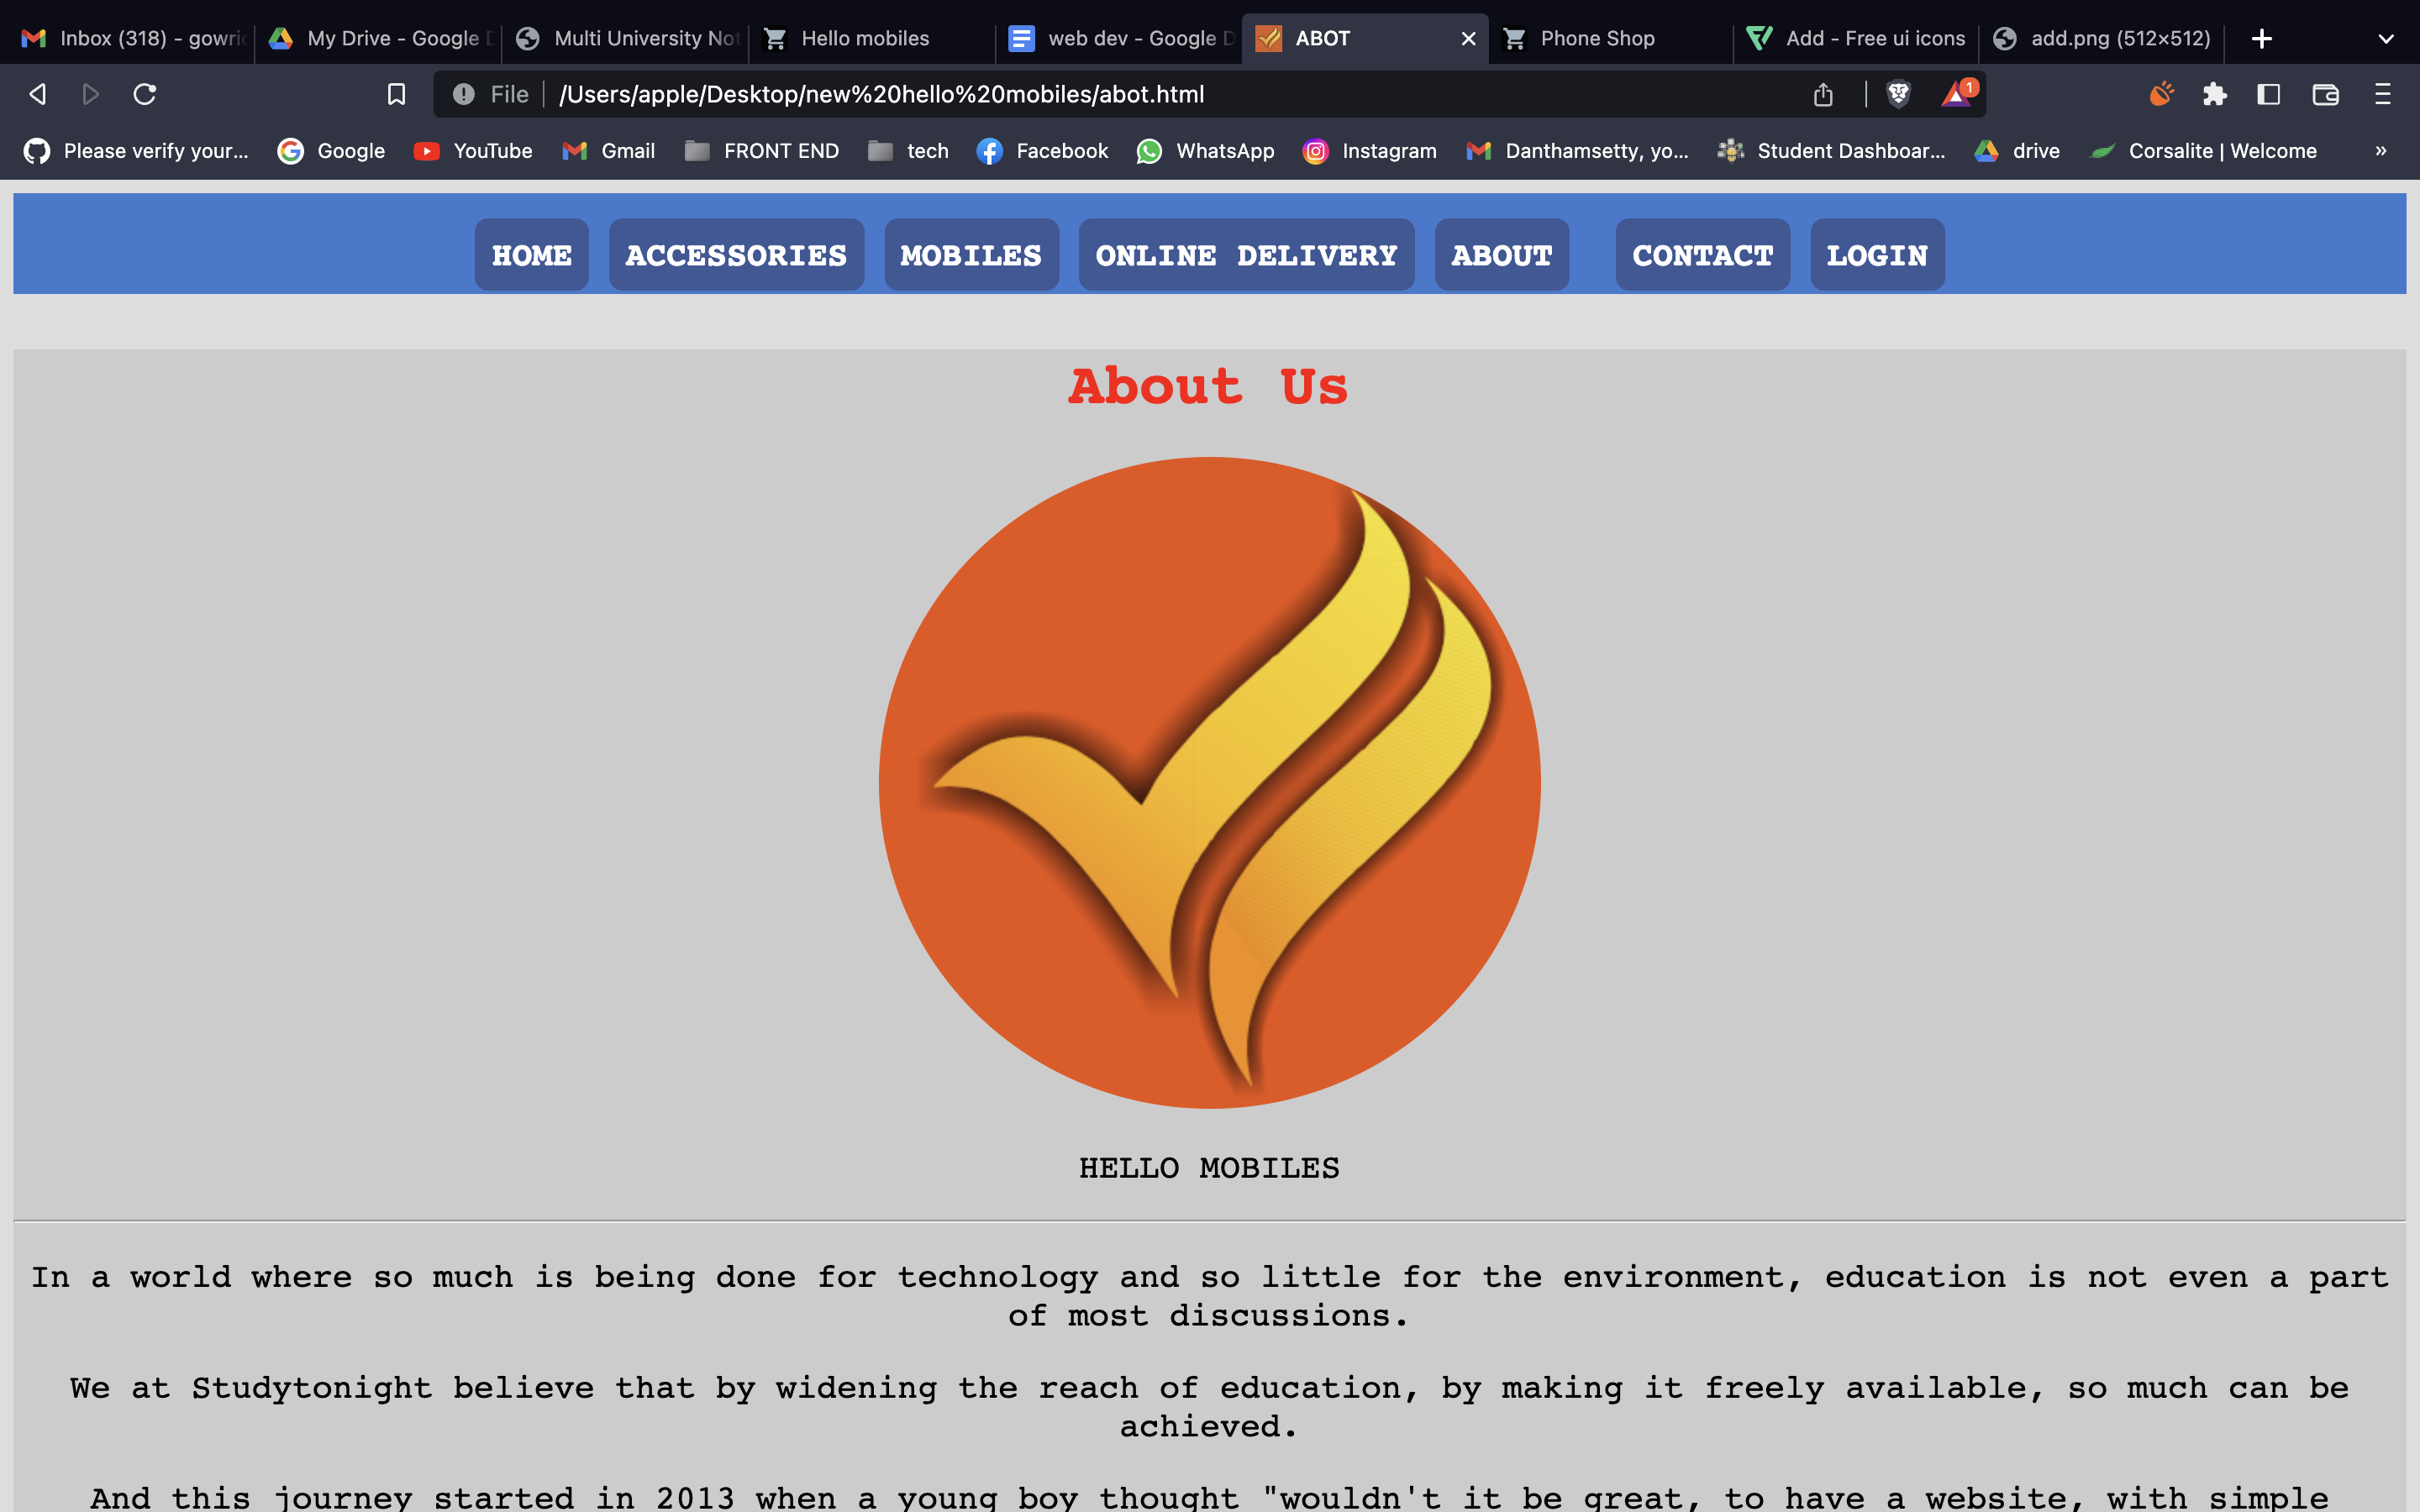 Inbox (318) - gowri
My Drive - Google D
Multi University Not
Hello mobiles
web dev - Google D
ABOT
Phone Shop
Add - Free ui icons
add.png (512×512)
File
/Users/apple/Desktop/new%20hello%20mobiles/abot.html
1
Please verify your...
Google
YouTube
Gmail
FRONT END
tech
Facebook
WhatsApp
Instagram
Danthamsetty, yo...
Student Dashboar...
drive
Corsalite | Welcome
»
HOME
ACCESSORIES
MOBILES
ONLINE DELIVERY
ABOUT
CONTACT
LOGIN
About Us
HELLO MOBILES
In a world where so much is being done for technology and so little for the environment, education is not even a part
of most discussions.
We at Studytonight believe that by widening the reach of education, by making it freely available, so much can be
achieved.
And this journey started in 2013 when a young boy thought "wouldn't it be great, to have a website, with simple